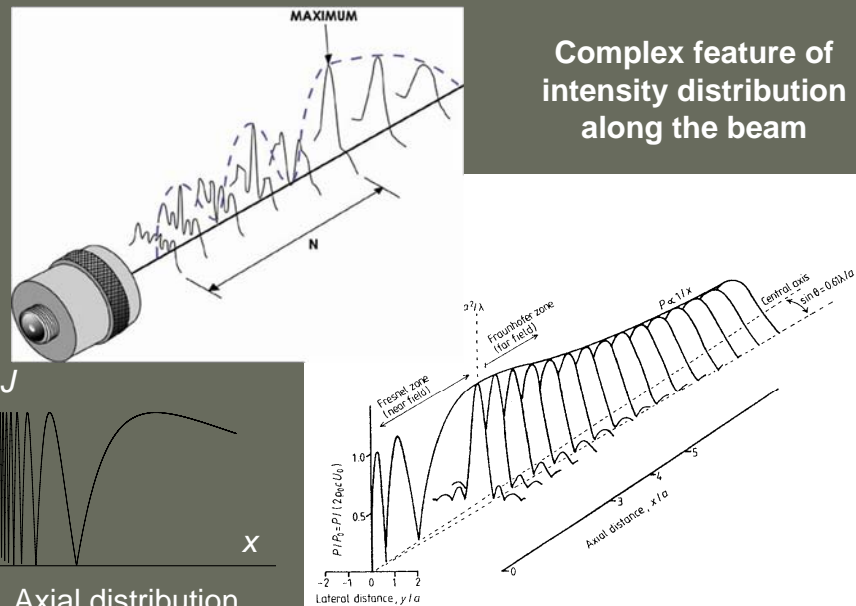 MAXIMUM
Complex feature of
intensity distribution
along the beam
N
J
x
Axial distribution
a²/λ
Fraunhofer zone
(far field)
Fresnel zone
(near field)
P∝1/x
Central axis
sin θ=0.61λ/a
P/P₀=P/(2ρ₀cU₀)
1.0
0.5
-2 -1 0 1 2
Lateral distance, y/a
0
3
4
5
Axial distance, x/a